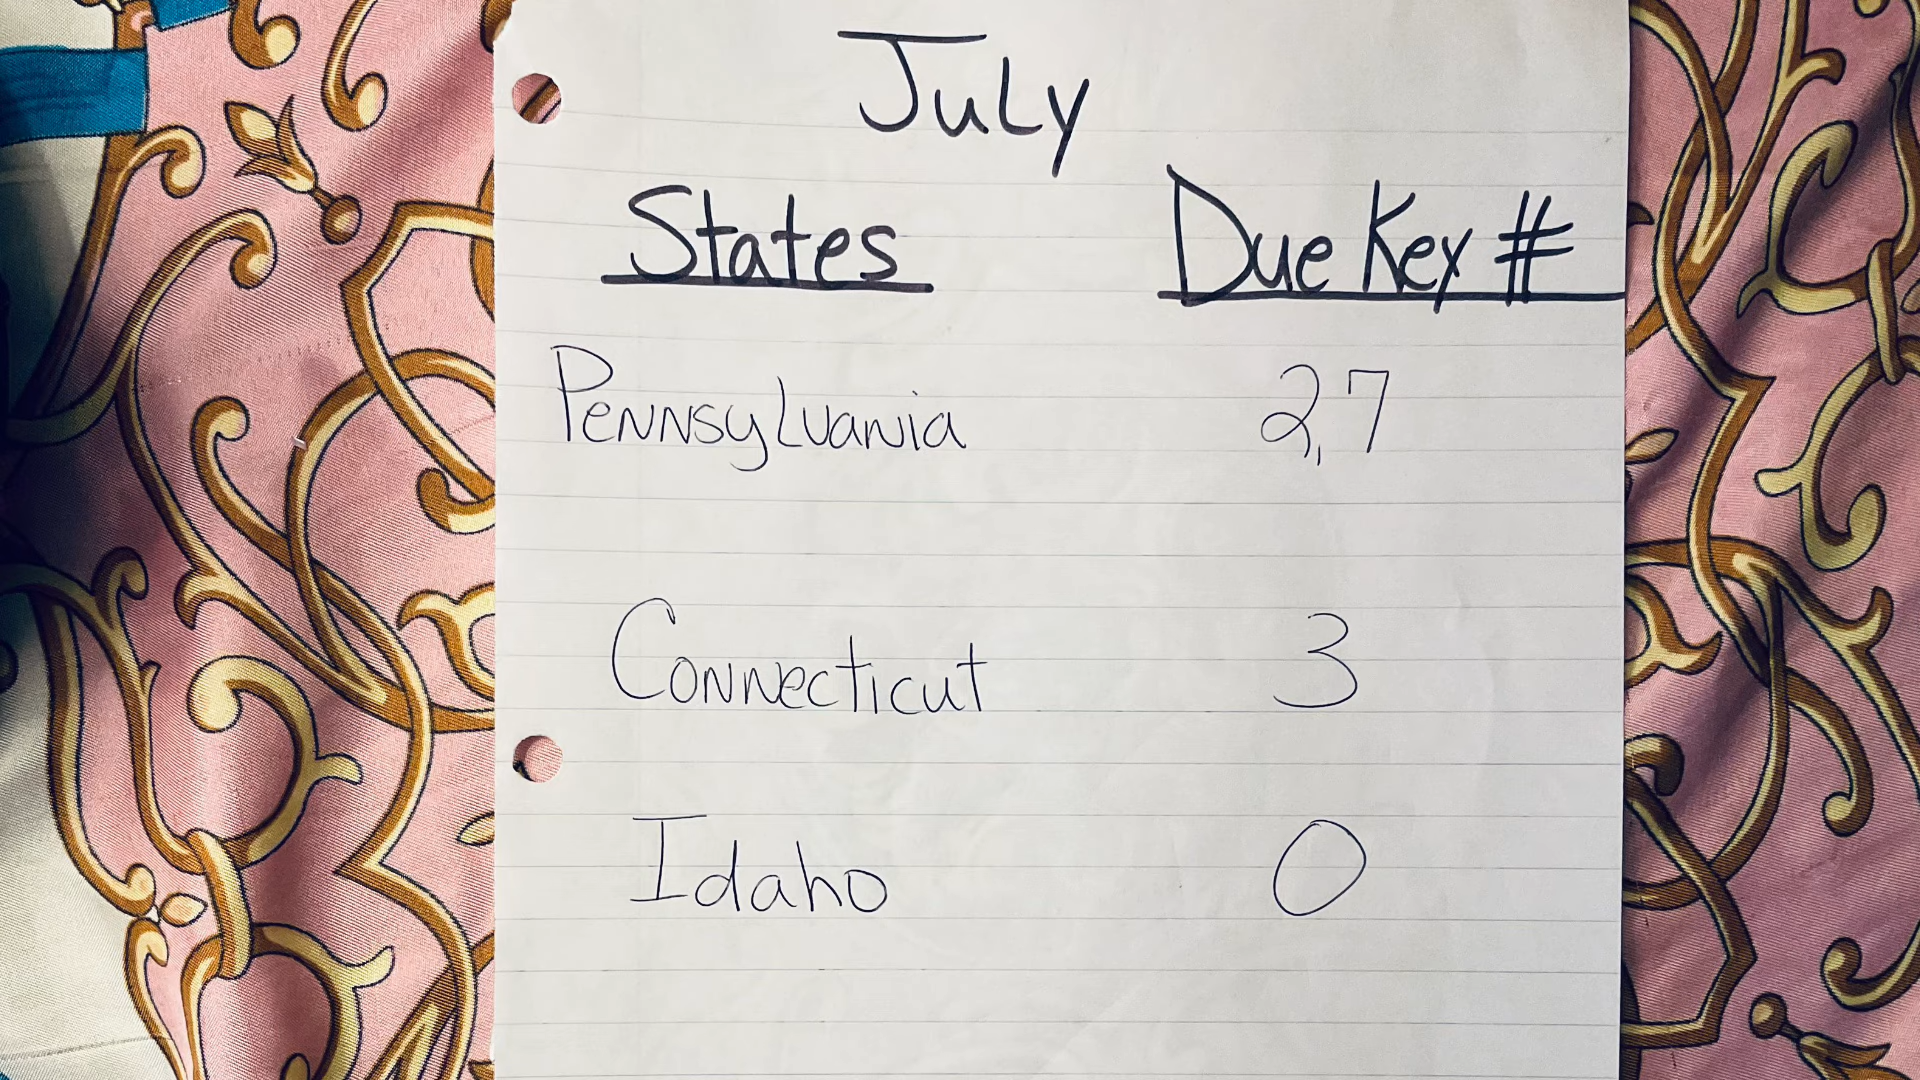 July
States Due Key #
Pennsylvania 2,7
Connecticut 3
Idaho 0